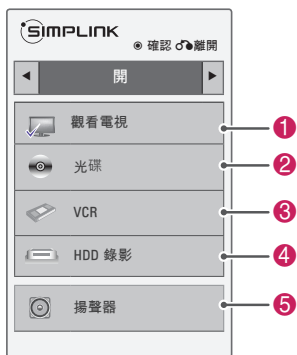 SIMPLINK
◉ 確認 離開
◄ 開 ►
觀看電視 1
光碟 2
VCR 3
HDD 錄影 4
揚聲器 5